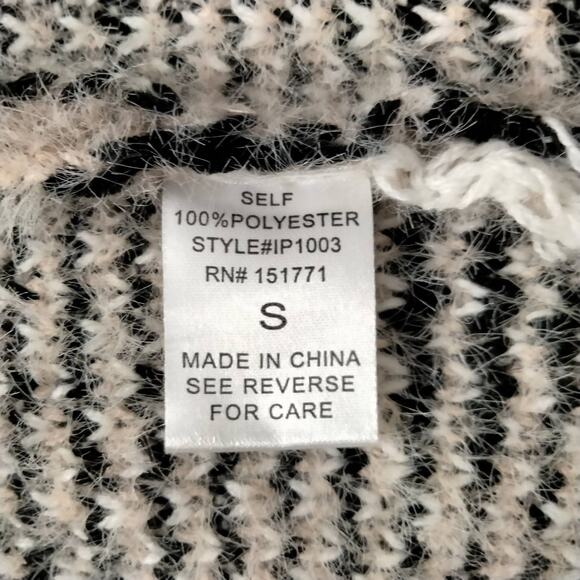 SELF
100%POLYESTER
STYLE#IP1003
RN# 151771
S
MADE IN CHINA
SEE REVERSE
FOR CARE